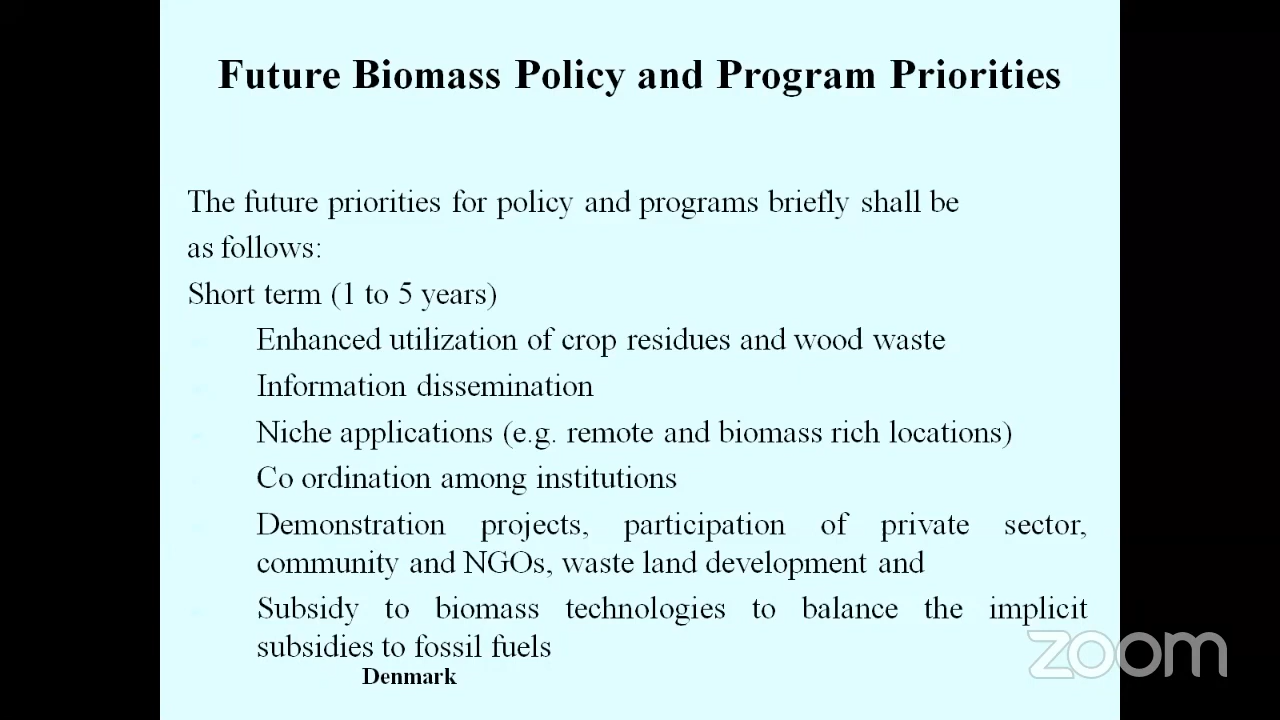 Future Biomass Policy and Program Priorities
The future priorities for policy and programs briefly shall be
as follows:
Short term (1 to 5 years)
Enhanced utilization of crop residues and wood waste
Information dissemination
Niche applications (e.g. remote and biomass rich locations)
Co ordination among institutions
Demonstration projects, participation of private sector,
community and NGOs, waste land development and
Subsidy to biomass technologies to balance the implicit
subsidies to fossil fuels
Denmark
zoom